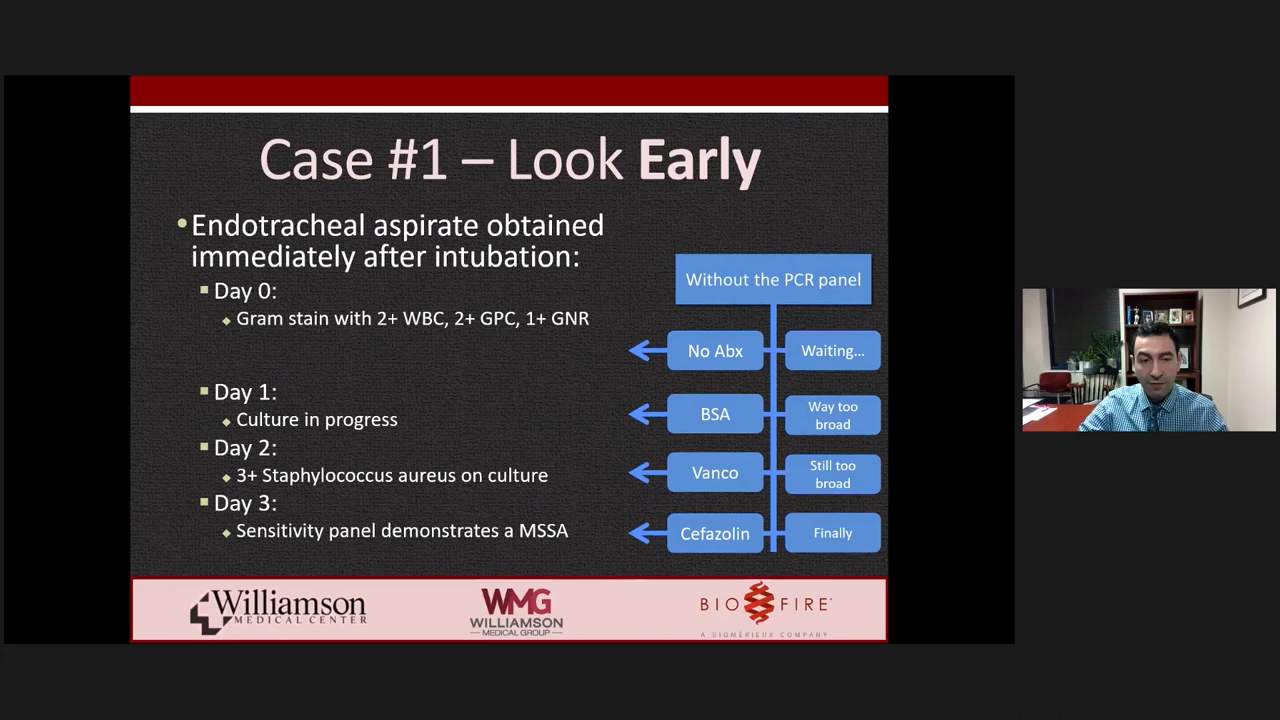 Case #1 – Look Early
•Endotracheal aspirate obtained
immediately after intubation:
▪ Day 0:
◆ Gram stain with 2+ WBC, 2+ GPC, 1+ GNR
▪ Day 1:
◆ Culture in progress
▪ Day 2:
◆ 3+ Staphylococcus aureus on culture
▪ Day 3:
◆ Sensitivity panel demonstrates a MSSA
Without the PCR panel
No Abx
Waiting...
BSA
Way too
broad
Vanco
Still too
broad
Cefazolin
Finally
Williamson
MEDICAL CENTER
WMG
WILLIAMSON
MEDICAL GROUP
BIO FIRE
A BIOMÉRIEUX COMPANY